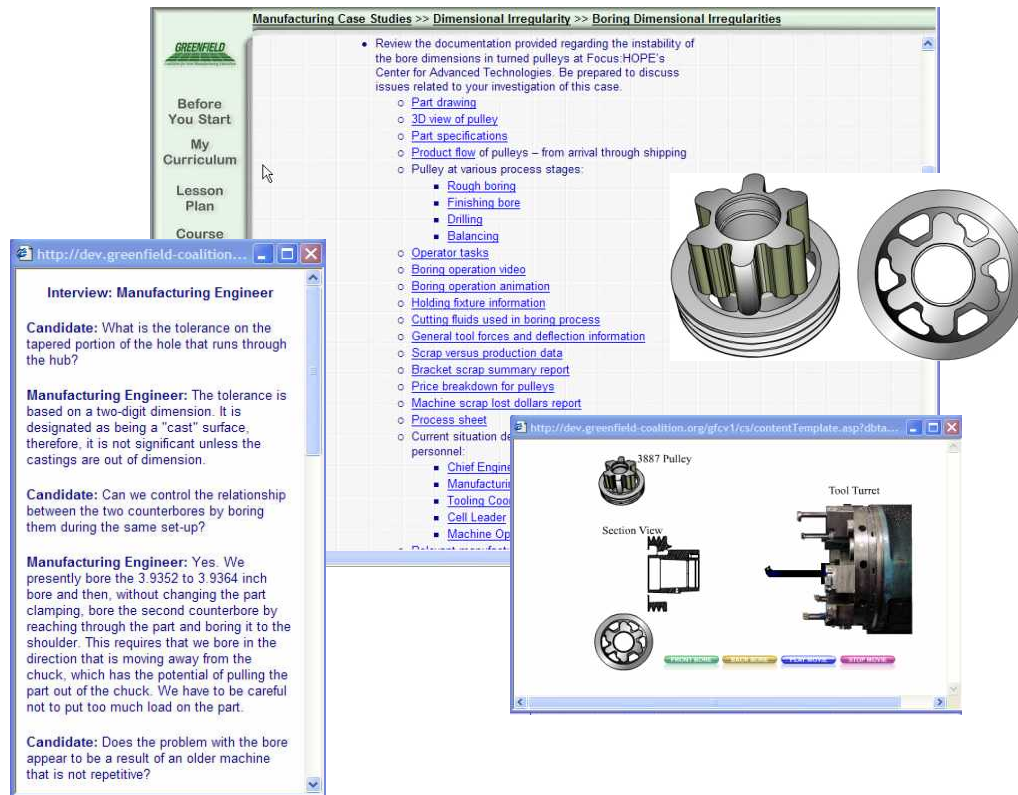 Manufacturing Case Studies >> Dimensional Irregularity >> Boring Dimensional Irregularities
GREENFIELD
Before
You Start
My
Curriculum
Lesson
Plan
Course
• Review the documentation provided regarding the instability of
the bore dimensions in turned pulleys at Focus:HOPE's
Center for Advanced Technologies. Be prepared to discuss
issues related to your investigation of this case.
Part drawing
3D view of pulley
Part specifications
Product flow of pulleys – from arrival through shipping
Pulley at various process stages:
Rough boring
Finishing bore
Drilling
Balancing
Operator tasks
Boring operation video
Boring operation animation
Holding fixture information
Cutting fluids used in boring process
General tool forces and deflection information
Scrap versus production data
Bracket scrap summary report
Price breakdown for pulleys
Machine scrap lost dollars report
Process sheet
Current situation de
personnel:
Chief Engine
Manufacturi
Tooling Coo
Cell Leader
Machine Op
http://dev.greenfield-coalition...
Interview: Manufacturing Engineer
Candidate: What is the tolerance on the
tapered portion of the hole that runs through
the hub?
Manufacturing Engineer: The tolerance is
based on a two-digit dimension. It is
designated as being a "cast" surface,
therefore, it is not significant unless the
castings are out of dimension.
Candidate: Can we control the relationship
between the two counterbores by boring
them during the same set-up?
Manufacturing Engineer: Yes. We
presently bore the 3.9352 to 3.9364 inch
bore and then, without changing the part
clamping, bore the second counterbore by
reaching through the part and boring it to the
shoulder. This requires that we bore in the
direction that is moving away from the
chuck, which has the potential of pulling the
part out of the chuck. We have to be careful
not to put too much load on the part.
Candidate: Does the problem with the bore
appear to be a result of an older machine
that is not repetitive?
http://dev.greenfield-coalition.org/gfcv1/cs/contentTemplate.asp?dbta...
3887 Pulley
Tool Turret
Section View
FRONT BORE
BACK BORE
PLAY MOVIE
STOP MOVIE